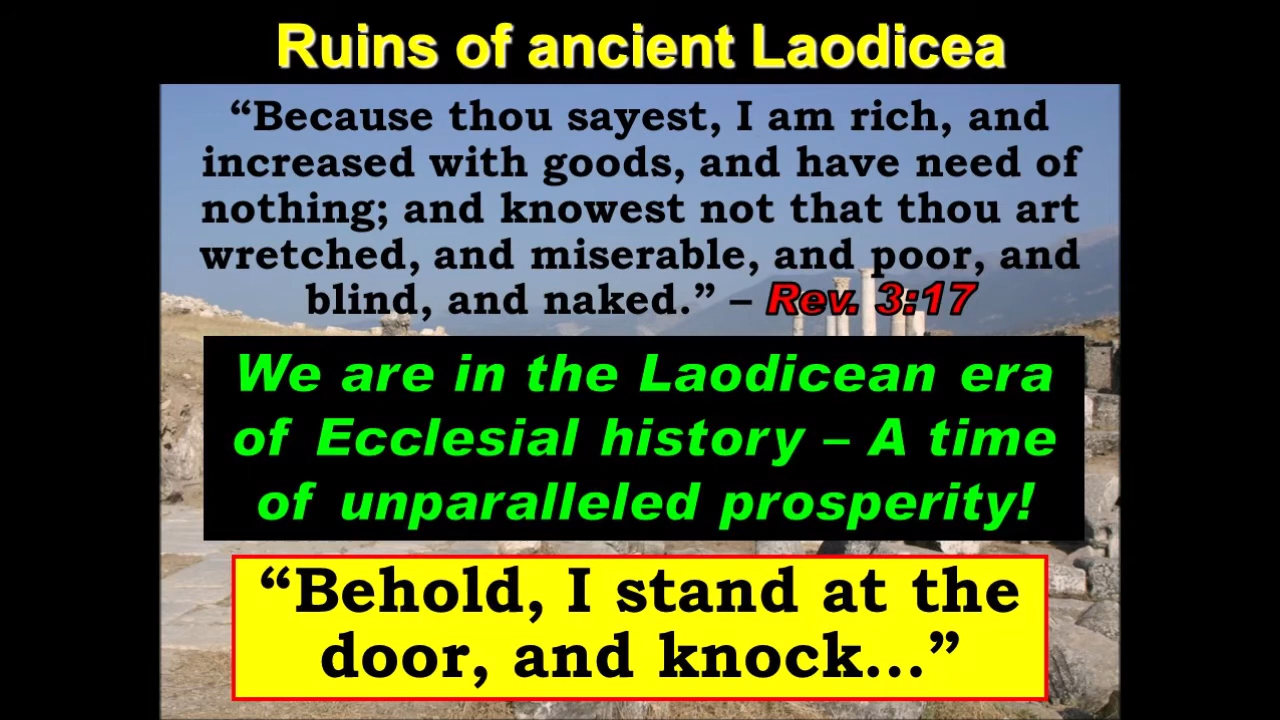 Ruins of ancient Laodicea
“Because thou sayest, I am rich, and
increased with goods, and have need of
nothing; and knowest not that thou art
wretched, and miserable, and poor, and
blind, and naked.” – Rev. 3:17
We are in the Laodicean era
of Ecclesial history – A time
of unparalleled prosperity!
“Behold, I stand at the
door, and knock...”